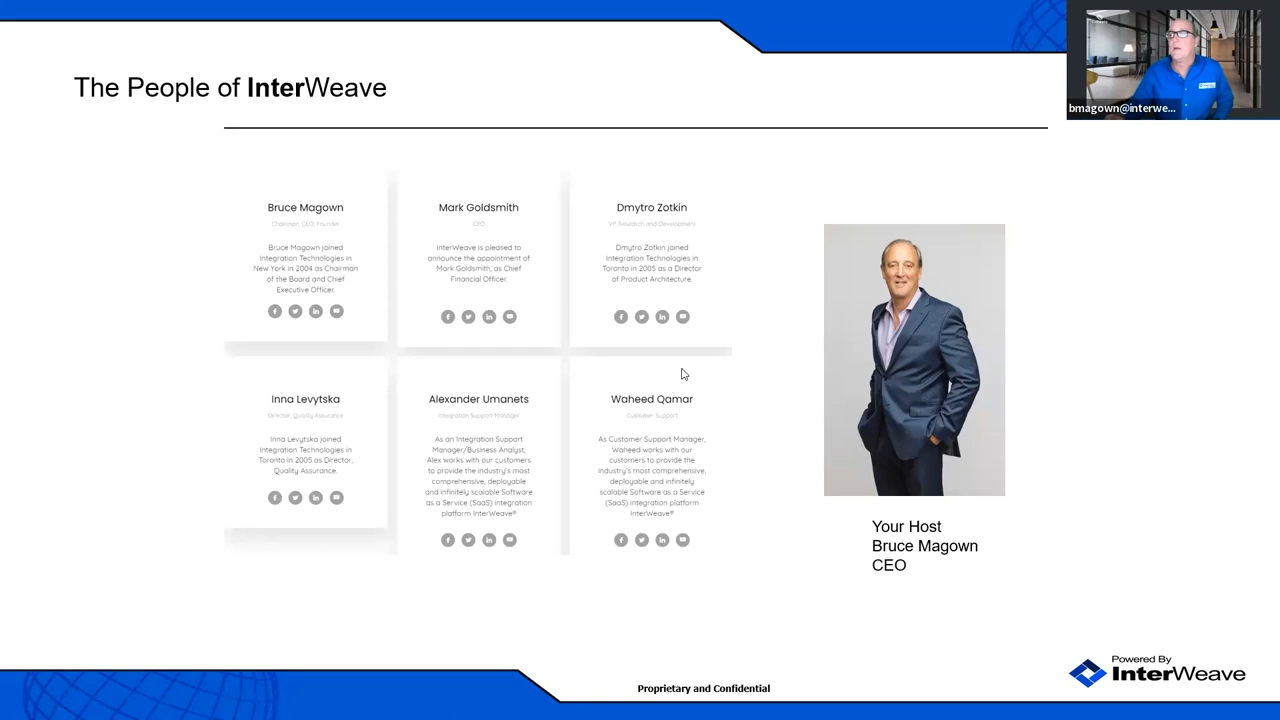 The People of InterWeave
bmagown@interwe...
Bruce Magown
Chairman, CEO, Founder
Bruce Magown joined
Integration Technologies in
New York in 2004 as Chairman
of the Board and Chief
Executive Officer.
Mark Goldsmith
CFO
InterWeave is pleased to
announce the appointment of
Mark Goldsmith, as Chief
Financial Officer.
Dmytro Zotkin
VP, Research and Development
Dmytro Zotkin joined
Integration Technologies in
Toronto in 2005 as a Director
of Product Architecture.
Inna Levytska
Director, Quality Assurance
Inna Levytska joined
Integration Technologies in
Toronto in 2005 as Director,
Quality Assurance.
Alexander Umanets
Integration Support Manager
As an Integration Support
Manager/Business Analyst,
Alex works with our customers
to provide the industry's most
comprehensive, deployable
and infinitely scalable Software
as a Service (SaaS) integration
platform InterWeave®
Waheed Qamar
Customer Support
As Customer Support Manager,
Waheed works with our
customers to provide the
industry's most comprehensive,
deployable and infinitely
scalable Software as a Service
(SaaS) integration platform
InterWeave®
Your Host
Bruce Magown
CEO
Proprietary and Confidential
Powered By
InterWeave